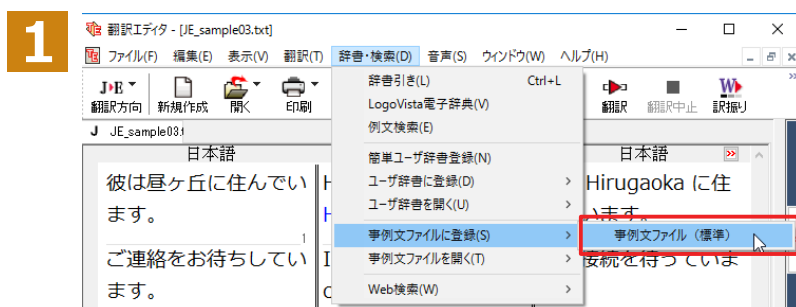 1
翻訳エディタ - [JE_sample03.txt]
ファイル(F) 編集(E) 表示(V) 翻訳(T) 辞書・検索(D) 音声(S) ウィンドウ(W) ヘルプ(H)
J▸E
翻訳方向 新規作成 開く 印刷 翻訳 翻訳中止 訳振り
J JE_sample03.t
辞書引き(L) Ctrl+L
LogoVista電子辞典(V)
例文検索(E)
簡単ユーザ辞書登録(N)
ユーザ辞書に登録(D)
ユーザ辞書を開く(U)
事例文ファイルに登録(S)
事例文ファイルを開く(T)
Web検索(W)
事例文ファイル（標準）
日本語
彼は昼ヶ丘に住んでい
ます。
1
ご連絡をお待ちしてい
ます。
日本語
Hirugaoka に住
います。
接続を待っていま